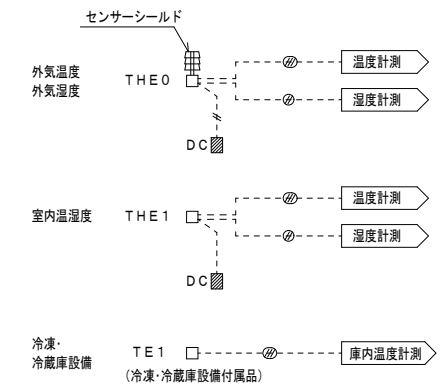 センサーシールド
外気温度
外気湿度
THE0
温度計測
湿度計測
DC
室内温湿度
THE1
温度計測
湿度計測
DC
冷凍・
冷蔵庫設備
TE1
庫内温度計測
(冷凍・冷蔵庫設備付属品)